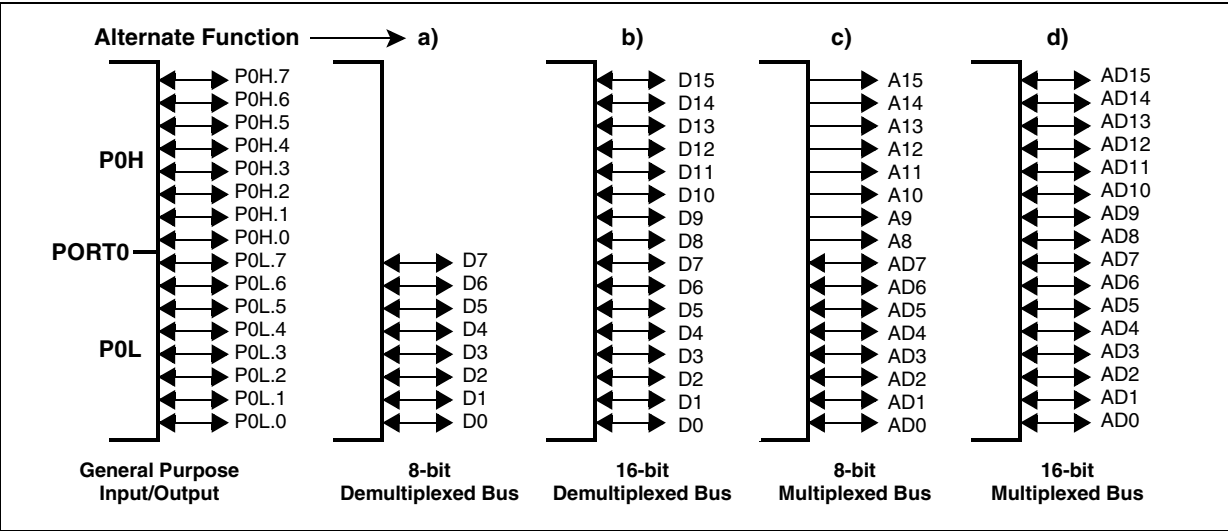 Alternate Function a) b) c) d)
P0H
PORT0
P0L
P0H.7
P0H.6
P0H.5
P0H.4
P0H.3
P0H.2
P0H.1
P0H.0
P0L.7
P0L.6
P0L.5
P0L.4
P0L.3
P0L.2
P0L.1
P0L.0
General Purpose
Input/Output
D7
D6
D5
D4
D3
D2
D1
D0
8-bit
Demultiplexed Bus
D15
D14
D13
D12
D11
D10
D9
D8
D7
D6
D5
D4
D3
D2
D1
D0
16-bit
Demultiplexed Bus
A15
A14
A13
A12
A11
A10
A9
A8
AD7
AD6
AD5
AD4
AD3
AD2
AD1
AD0
8-bit
Multiplexed Bus
AD15
AD14
AD13
AD12
AD11
AD10
AD9
AD8
AD7
AD6
AD5
AD4
AD3
AD2
AD1
AD0
16-bit
Multiplexed Bus